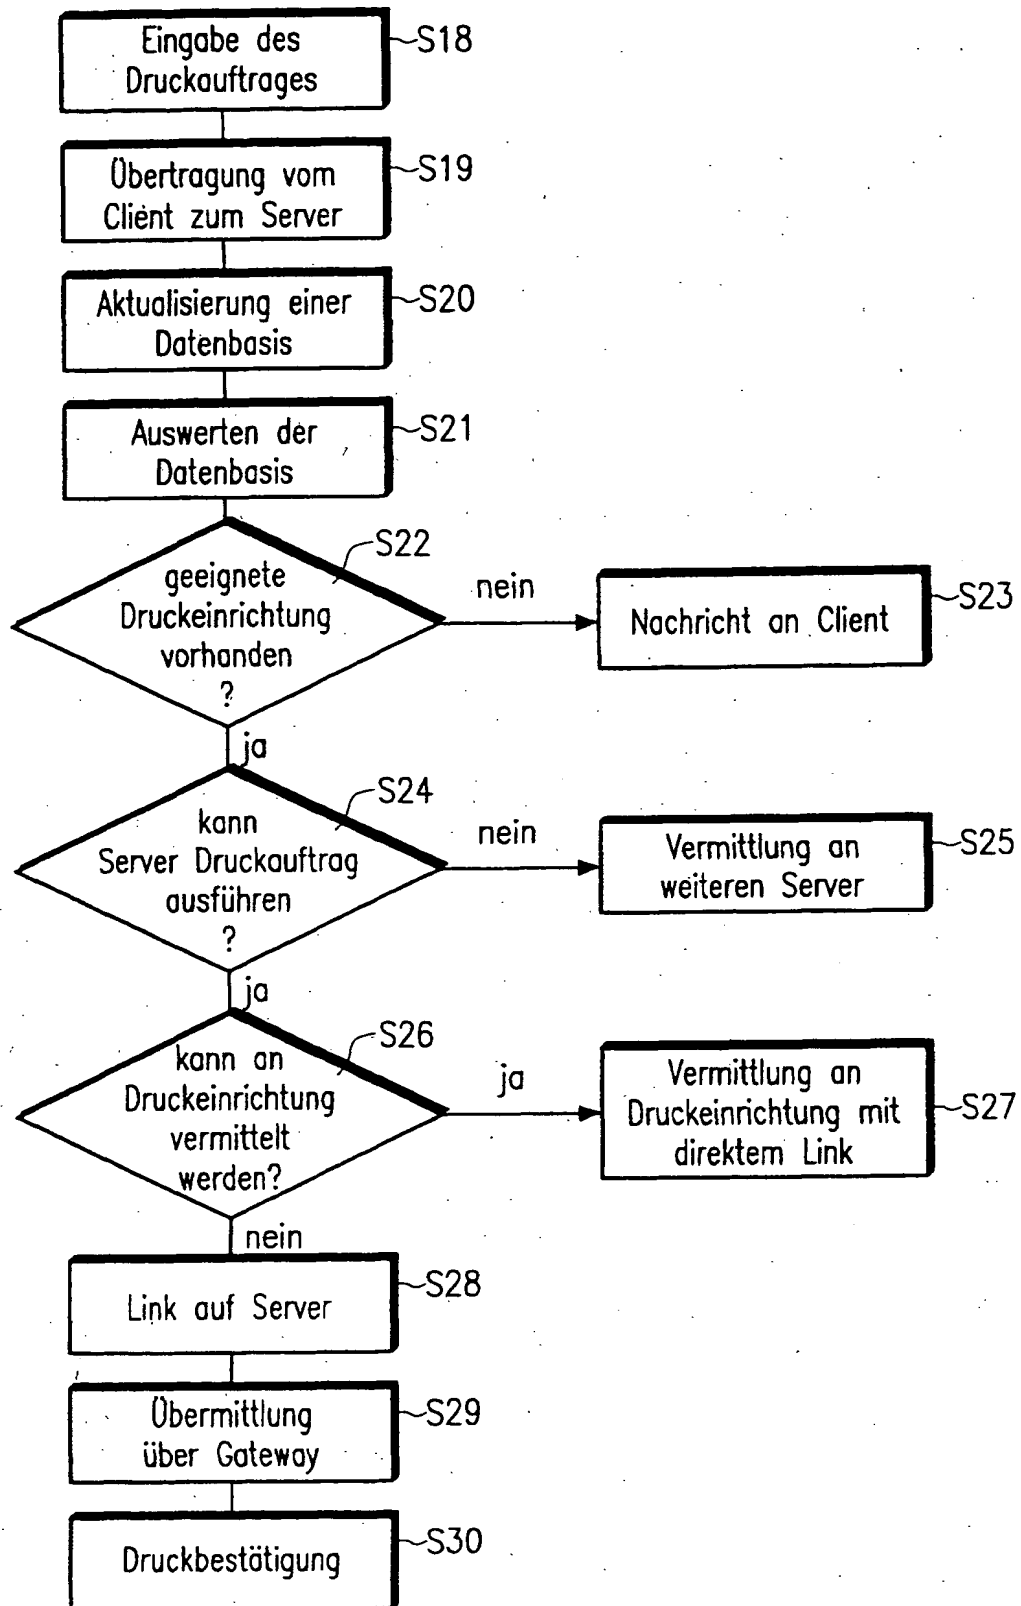 Eingabe des
Druckauftrages
S18
Übertragung vom
Client zum Server
S19
Aktualisierung einer
Datenbasis
S20
Auswerten der
Datenbasis
S21
geeignete
Druckeinrichtung
vorhanden
?
S22
nein
Nachricht an Client
S23
ja
kann
Server Druckauftrag
ausführen
?
S24
nein
Vermittlung an
weiteren Server
S25
ja
kann an
Druckeinrichtung
vermittelt
werden?
S26
ja
Vermittlung an
Druckeinrichtung mit
direktem Link
S27
nein
Link auf Server
S28
Übermittlung
über Gateway
S29
Druckbestätigung
S30